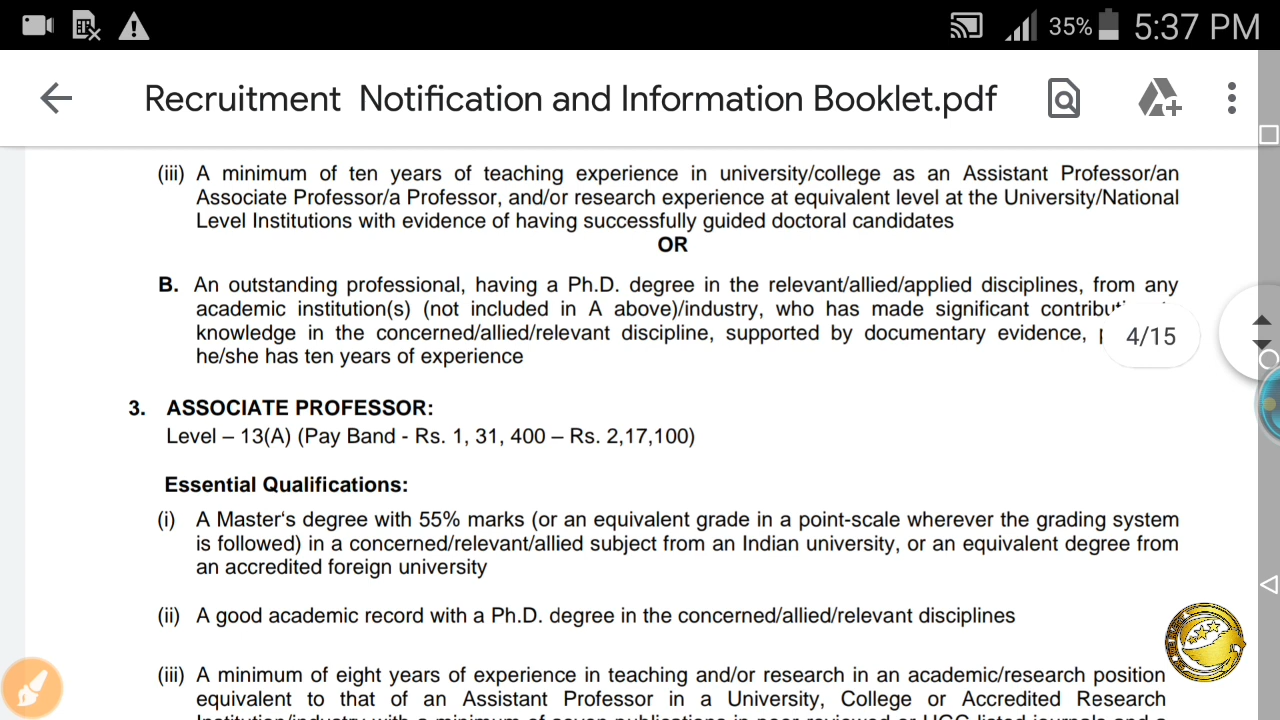 35% 5:37 PM
Recruitment Notification and Information Booklet.pdf
(iii) A minimum of ten years of teaching experience in university/college as an Assistant Professor/an
Associate Professor/a Professor, and/or research experience at equivalent level at the University/National
Level Institutions with evidence of having successfully guided doctoral candidates
OR
B. An outstanding professional, having a Ph.D. degree in the relevant/allied/applied disciplines, from any
academic institution(s) (not included in A above)/industry, who has made significant
knowledge in the concerned/allied/relevant discipline, supported by documentary evidence,
4/15
he/she has ten years of experience
3. ASSOCIATE PROFESSOR:
Level – 13(A) (Pay Band - Rs. 1, 31, 400 – Rs. 2,17,100)
Essential Qualifications:
(i) A Master‘s degree with 55% marks (or an equivalent grade in a point-scale wherever the grading system
is followed) in a concerned/relevant/allied subject from an Indian university, or an equivalent degree from
an accredited foreign university
(ii) A good academic record with a Ph.D. degree in the concerned/allied/relevant disciplines
(iii) A minimum of eight years of experience in teaching and/or research in an academic/research position
equivalent to that of an Assistant Professor in a University, College or Accredited Research